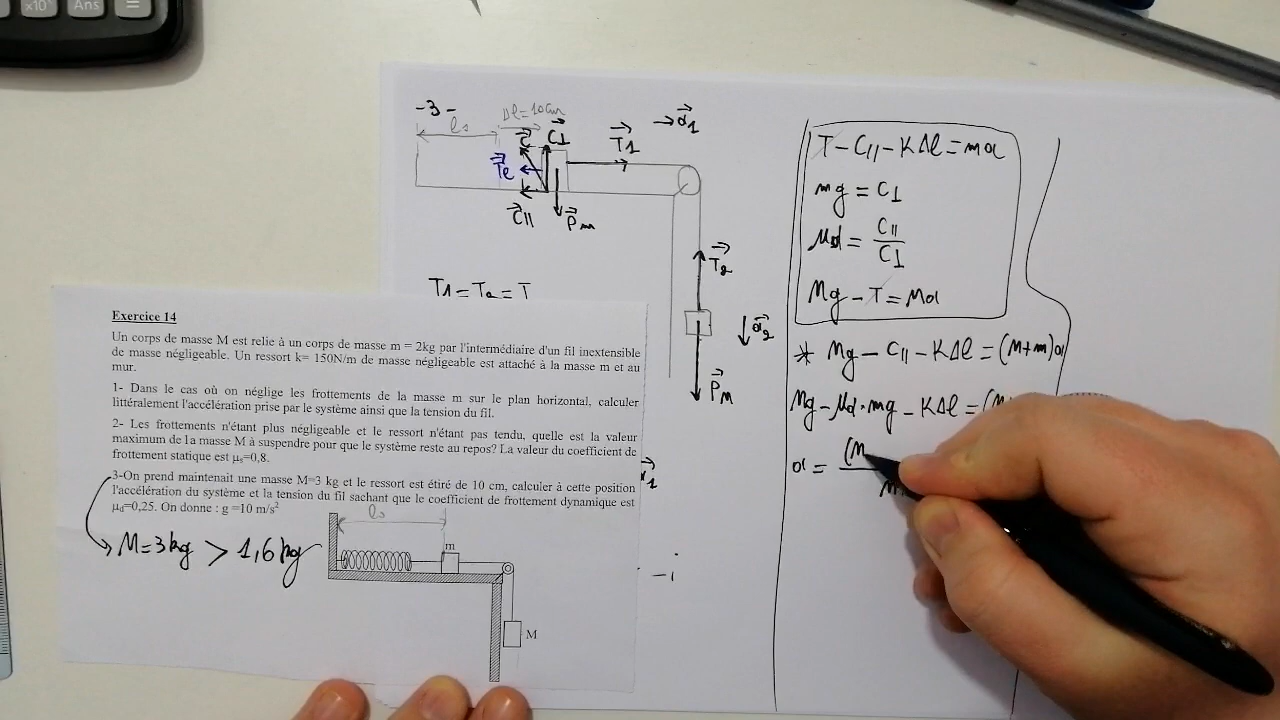 x10ˣ Ans =
-3-
ls
Δl=10cm
C⃗
C⃗⊥
T⃗1
→a⃗1
T⃗e
C⃗||
P⃗m
T1=T2=T
T⃗2
a⃗2
P⃗M
Exercice 14
Un corps de masse M est relie à un corps de masse m = 2kg par l'intermédiaire d'un fil inextensible
de masse négligeable. Un ressort k= 150N/m de masse négligeable est attaché à la masse m et au
mur.
1- Dans le cas où on néglige les frottements de la masse m sur le plan horizontal, calculer
littéralement l'accélération prise par le système ainsi que la tension du fil.
2- Les frottements n'étant plus négligeable et le ressort n'étant pas tendu, quelle est la valeur
maximum de la masse M à suspendre pour que le système reste au repos? La valeur du coefficient de
frottement statique est μs=0,8.
3-On prend maintenait une masse M=3 kg et le ressort est étiré de 10 cm, calculer à cette position
l'accélération du système et la tension du fil sachant que le coefficient de frottement dynamique est
μd=0,25. On donne : g =10 m/s²
M=3kg > 1,6kg
l₀
m
M
a⃗1
T-C||-KΔl=ma
mg=C⊥
μd=C||/C⊥
Mg-T=Ma
* Mg-C||-KΔl=(M+m)a
Mg-μd·mg-KΔl=
a=(M